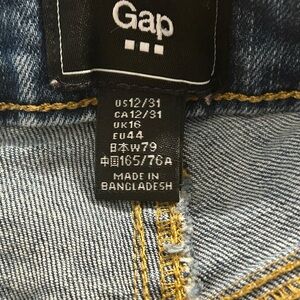 Gap
US12/31
CA12/31
UK16
EU44
日本W79
中国165/76A
MADE IN
BANGLADESH